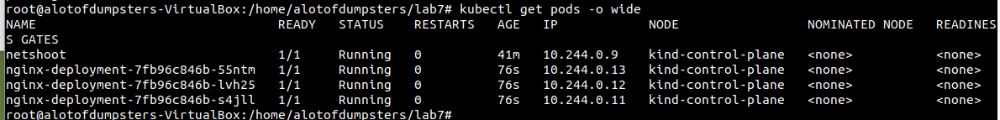 root@alotofdumpsters-VirtualBox:/home/alotofdumpsters/lab7# kubectl get pods -o wide
NAME                                READY   STATUS    RESTARTS   AGE   IP            NODE                 NOMINATED NODE   READINES
S GATES
netshoot                            1/1     Running   0          41m   10.244.0.9    kind-control-plane   <none>           <none>
nginx-deployment-7fb96c846b-55ntm   1/1     Running   0          76s   10.244.0.13   kind-control-plane   <none>           <none>
nginx-deployment-7fb96c846b-lvh25   1/1     Running   0          76s   10.244.0.12   kind-control-plane   <none>           <none>
nginx-deployment-7fb96c846b-s4jll   1/1     Running   0          76s   10.244.0.11   kind-control-plane   <none>           <none>
root@alotofdumpsters-VirtualBox:/home/alotofdumpsters/lab7#